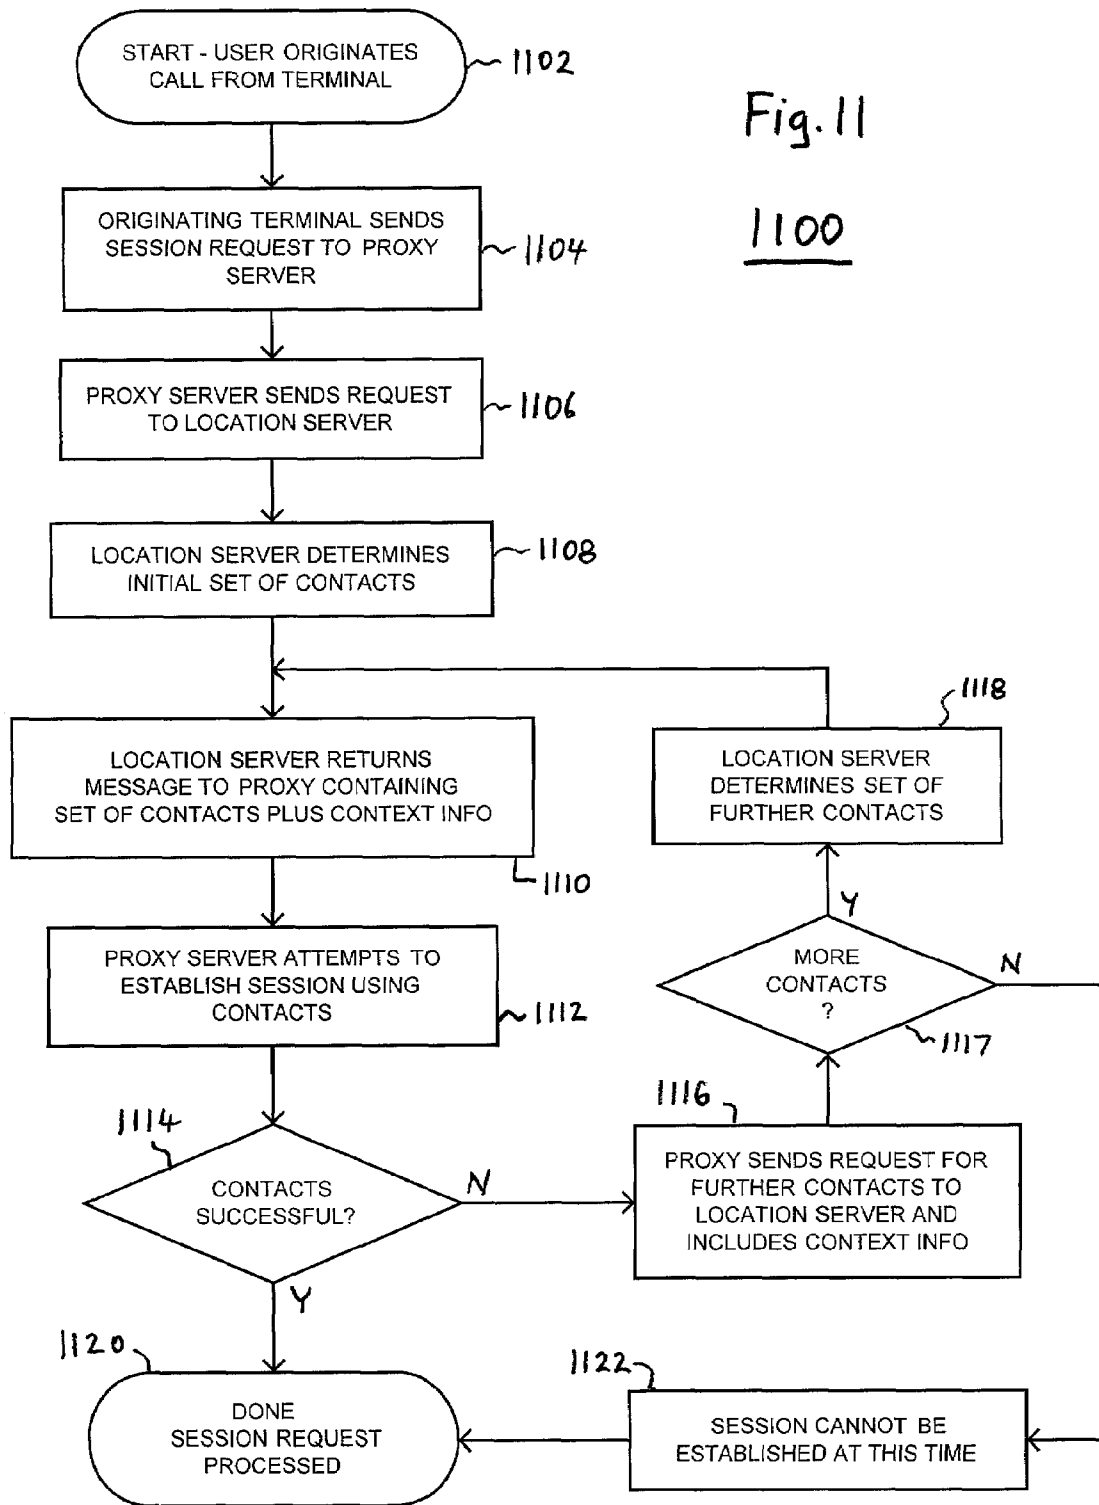 START - USER ORIGINATES
CALL FROM TERMINAL
1102
Fig. 11
1100
ORIGINATING TERMINAL SENDS
SESSION REQUEST TO PROXY
SERVER
1104
PROXY SERVER SENDS REQUEST
TO LOCATION SERVER
1106
LOCATION SERVER DETERMINES
INITIAL SET OF CONTACTS
1108
LOCATION SERVER RETURNS
MESSAGE TO PROXY CONTAINING
SET OF CONTACTS PLUS CONTEXT INFO
1110
1118
LOCATION SERVER
DETERMINES SET OF
FURTHER CONTACTS
Y
PROXY SERVER ATTEMPTS TO
ESTABLISH SESSION USING
CONTACTS
1112
MORE
CONTACTS
?
N
1117
1114
CONTACTS
SUCCESSFUL?
N
Y
1116
PROXY SENDS REQUEST FOR
FURTHER CONTACTS TO
LOCATION SERVER AND
INCLUDES CONTEXT INFO
1120
DONE
SESSION REQUEST
PROCESSED
1122
SESSION CANNOT BE
ESTABLISHED AT THIS TIME